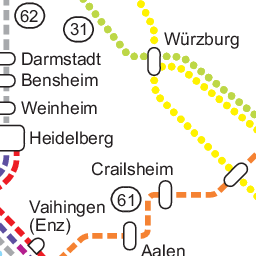 62
31
Würzburg
Darmstadt
Bensheim
Weinheim
Heidelberg
Crailsheim
61
Vaihingen
(Enz)
Aalen